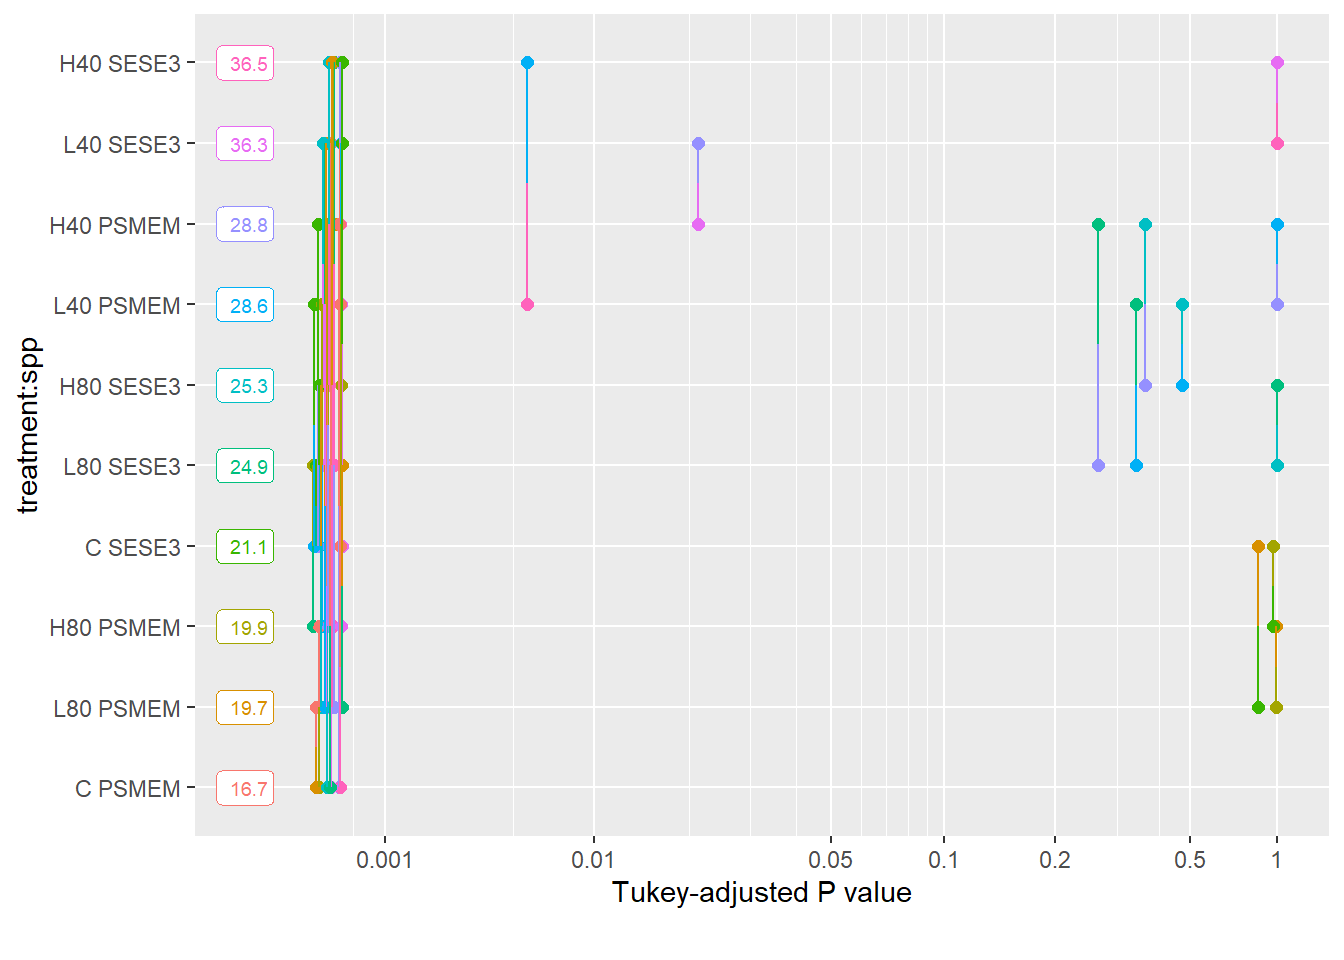 H40 SESE3 36.5
L40 SESE3 36.3
H40 PSMEM 28.8
L40 PSMEM 28.6
H80 SESE3 25.3
L80 SESE3 24.9
C SESE3 21.1
H80 PSMEM 19.9
L80 PSMEM 19.7
C PSMEM 16.7
treatment:spp
0.001 0.01 0.05 0.1 0.2 0.5 1
Tukey-adjusted P value